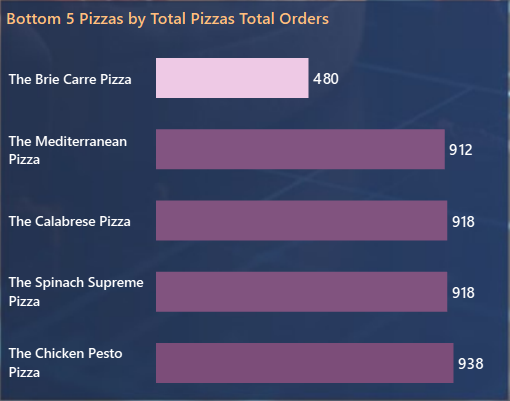 Bottom 5 Pizzas by Total Pizzas Total Orders
The Brie Carre Pizza
480
The Mediterranean
Pizza
912
The Calabrese Pizza
918
The Spinach Supreme
Pizza
918
The Chicken Pesto
Pizza
938